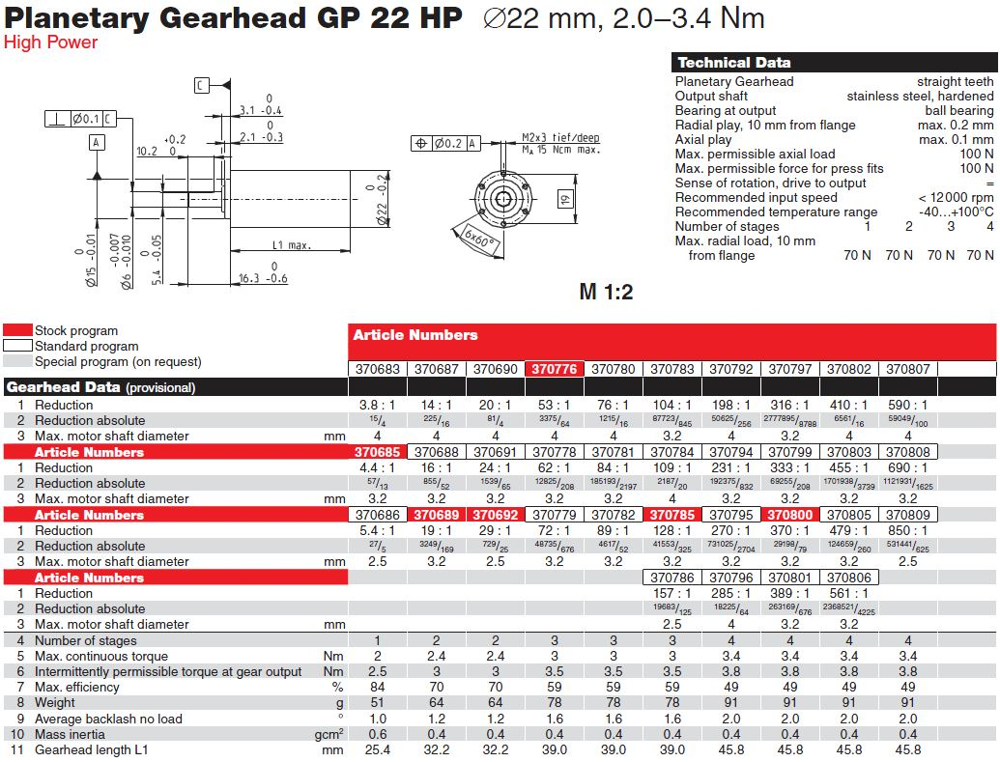 Planetary Gearhead GP 22 HP ∅22 mm, 2.0–3.4 Nm
High Power
Technical Data
Planetary Gearhead straight teeth
Output shaft stainless steel, hardened
Bearing at output ball bearing
Radial play, 10 mm from flange max. 0.2 mm
Axial play max. 0.1 mm
Max. permissible axial load 100 N
Max. permissible force for press fits 100 N
Sense of rotation, drive to output =
Recommended input speed < 12 000 rpm
Recommended temperature range -40…+100°C
Number of stages 1 2 3 4
Max. radial load, 10 mm
from flange 70 N 70 N 70 N 70 N
C
3.1 0 -0.4
⊥ ∅0.1 C
2.1 0 -0.3
A
10.2 +0.2 0
∅22 0 -0.2
L1 max.
16.3 0 -0.6
∅15 0 -0.01
∅6 -0.007 -0.010
5.4 0 -0.05
⌖ ∅0.2 A
M2x3 tief/deep
MA 15 Ncm max.
19
6x60°
M 1:2
Stock program
Standard program
Special program (on request)
Article Numbers
370683 370687 370690 370776 370780 370783 370792 370797 370802 370807
Gearhead Data (provisional)
1 Reduction 3.8 : 1 14 : 1 20 : 1 53 : 1 76 : 1 104 : 1 198 : 1 316 : 1 410 : 1 590 : 1
2 Reduction absolute 15/4 225/16 81/4 3375/64 1215/16 87723/845 50625/256 2777895/8788 6561/16 59049/100
3 Max. motor shaft diameter mm 4 4 4 4 4 3.2 4 3.2 4 4
Article Numbers 370685 370688 370691 370778 370781 370784 370794 370799 370803 370808
1 Reduction 4.4 : 1 16 : 1 24 : 1 62 : 1 84 : 1 109 : 1 231 : 1 333 : 1 455 : 1 690 : 1
2 Reduction absolute 57/13 855/52 1539/65 12825/208 185193/2197 2187/20 192375/832 69255/208 1701938/3739 1121931/1625
3 Max. motor shaft diameter mm 3.2 3.2 3.2 3.2 3.2 4 3.2 3.2 3.2 3.2
Article Numbers 370686 370689 370692 370779 370782 370785 370795 370800 370805 370809
1 Reduction 5.4 : 1 19 : 1 29 : 1 72 : 1 89 : 1 128 : 1 270 : 1 370 : 1 479 : 1 850 : 1
2 Reduction absolute 27/5 3249/169 729/25 48735/676 4617/52 41553/325 731025/2704 29198/79 124659/260 531441/625
3 Max. motor shaft diameter mm 2.5 3.2 2.5 3.2 3.2 3.2 3.2 3.2 3.2 2.5
Article Numbers 370786 370796 370801 370806
1 Reduction 157 : 1 285 : 1 389 : 1 561 : 1
2 Reduction absolute 19683/125 18225/64 263169/676 2368521/4225
3 Max. motor shaft diameter mm 2.5 4 3.2 3.2
4 Number of stages 1 2 2 3 3 3 4 4 4 4
5 Max. continuous torque Nm 2 2.4 2.4 3 3 3 3.4 3.4 3.4 3.4
6 Intermittently permissible torque at gear output Nm 2.5 3 3 3.5 3.5 3.5 3.8 3.8 3.8 3.8
7 Max. efficiency % 84 70 70 59 59 59 49 49 49 49
8 Weight g 51 64 64 78 78 78 91 91 91 91
9 Average backlash no load ° 1.0 1.2 1.2 1.6 1.6 1.6 2.0 2.0 2.0 2.0
10 Mass inertia gcm² 0.6 0.4 0.4 0.4 0.4 0.4 0.4 0.4 0.4 0.4
11 Gearhead length L1 mm 25.4 32.2 32.2 39.0 39.0 39.0 45.8 45.8 45.8 45.8